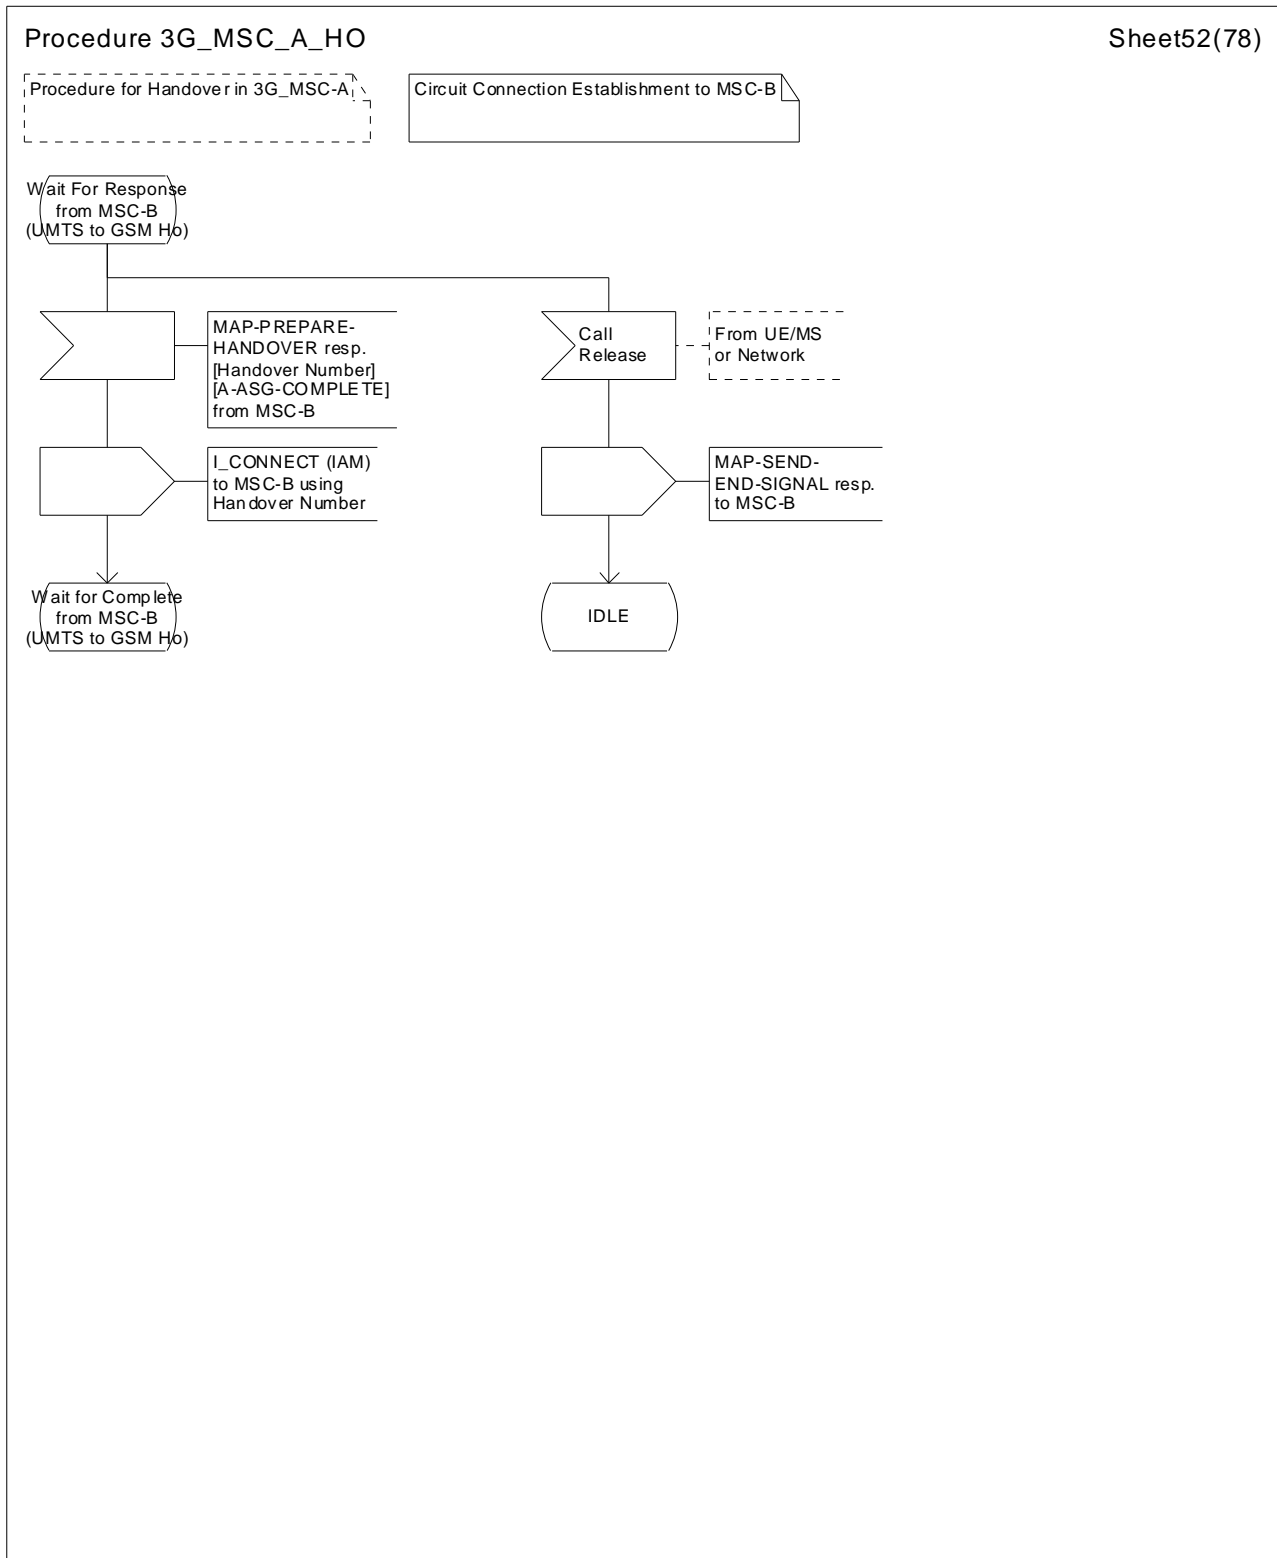 Procedure 3G_MSC_A_HO
Sheet52(78)
Procedure for Handover in 3G_MSC-A
Circuit Connection Establishment to MSC-B
Wait For Response
from MSC-B
(UMTS to GSM Ho)
MAP-PREPARE-
HANDOVER resp.
[Handover Number]
[A-ASG-COMPLETE]
from MSC-B
Call
Release
From UE/MS
or Network
I_CONNECT (IAM)
to MSC-B using
Handover Number
MAP-SEND-
END-SIGNAL resp.
to MSC-B
Wait for Complete
from MSC-B
(UMTS to GSM Ho)
IDLE